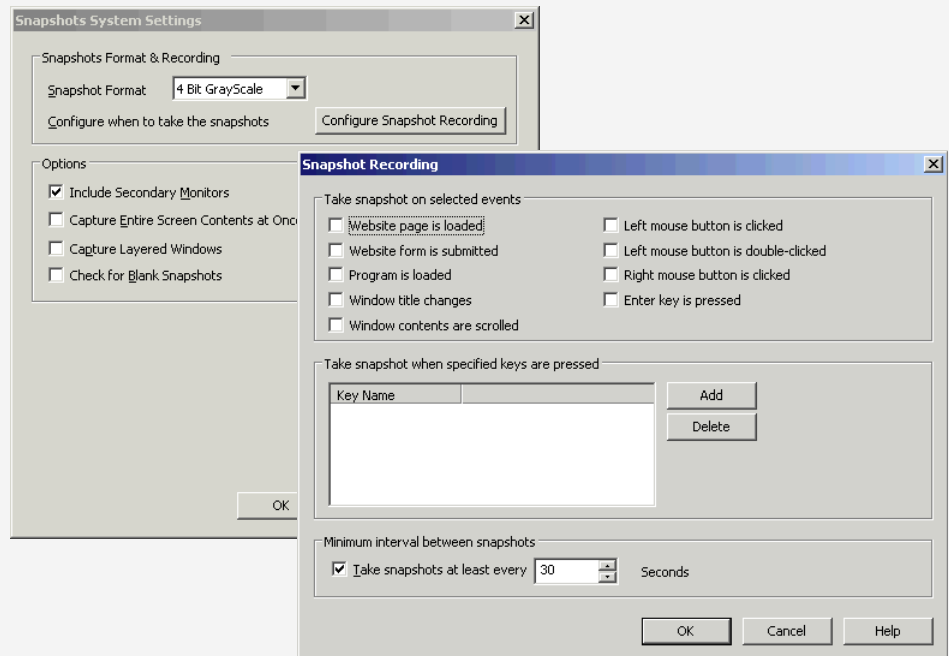 Snapshots System Settings
Snapshots Format & Recording
Snapshot Format 4 Bit GrayScale
Configure when to take the snapshots Configure Snapshot Recording
Options
Include Secondary Monitors
Capture Entire Screen Contents at Onc
Capture Layered Windows
Check for Blank Snapshots
OK
Snapshot Recording
Take snapshot on selected events
Website page is loaded
Website form is submitted
Program is loaded
Window title changes
Window contents are scrolled
Left mouse button is clicked
Left mouse button is double-clicked
Right mouse button is clicked
Enter key is pressed
Take snapshot when specified keys are pressed
Key Name
Add
Delete
Minimum interval between snapshots
Take snapshots at least every 30 Seconds
OK Cancel Help